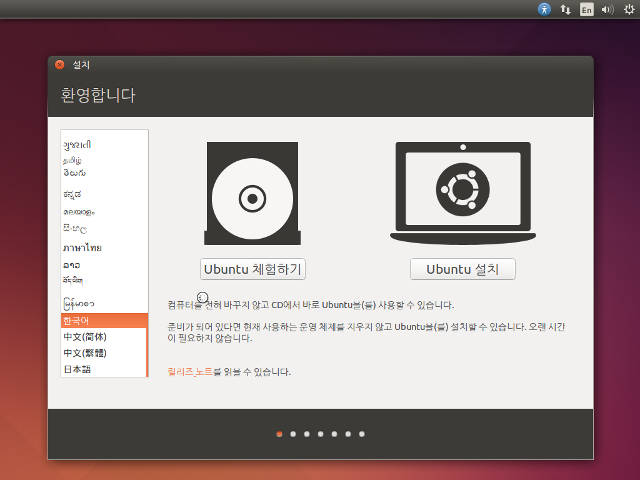 En
설치
환영합니다
ગુજરાતી
தமிழ்
తెలుగు
ಕನ್ನಡ
മലയാളം
සිංහල
ภาษาไทย
ລາວ
རྫོང་ཁ
မြန်မာစာ
한국어
中文(简体)
中文(繁體)
日本語
Ubuntu 체험하기
Ubuntu 설치
컴퓨터를 전혀 바꾸지 않고 CD에서 바로 Ubuntu을(를) 사용할 수 있습니다.
준비가 되어 있다면 현재 사용하는 운영 체제를 지우지 않고 Ubuntu을(를) 설치할 수 있습니다. 오랜 시간
이 필요하지 않습니다.
릴리즈 노트를 읽을 수 있습니다.